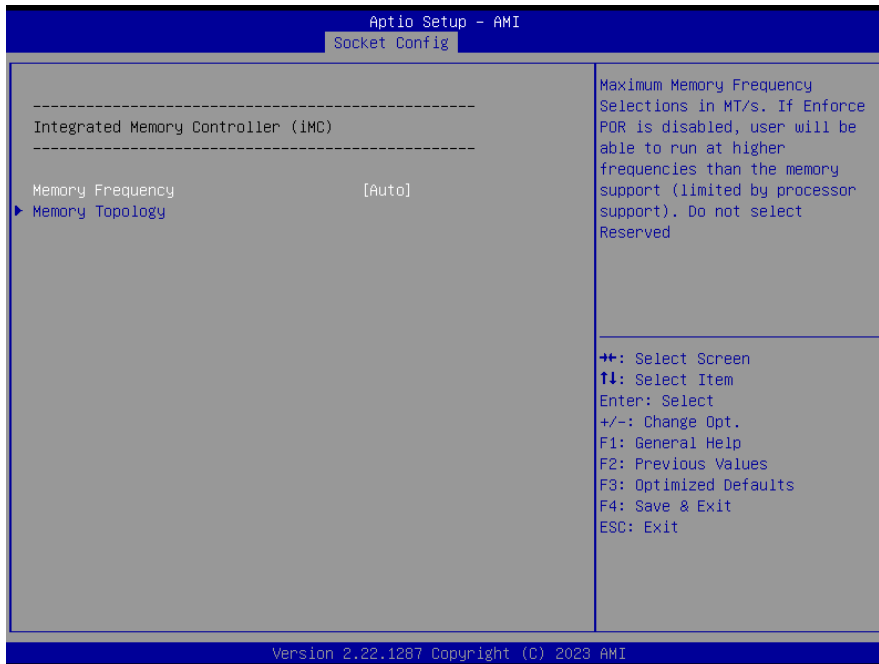 Aptio Setup - AMI
Socket Config
--------------------------------------------------
Integrated Memory Controller (iMC)
--------------------------------------------------
Memory Frequency [Auto]
Memory Topology
Maximum Memory Frequency
Selections in MT/s. If Enforce
POR is disabled, user will be
able to run at higher
frequencies than the memory
support (limited by processor
support). Do not select
Reserved
→←: Select Screen
↑↓: Select Item
Enter: Select
+/-: Change Opt.
F1: General Help
F2: Previous Values
F3: Optimized Defaults
F4: Save & Exit
ESC: Exit
Version 2.22.1287 Copyright (C) 2023 AMI